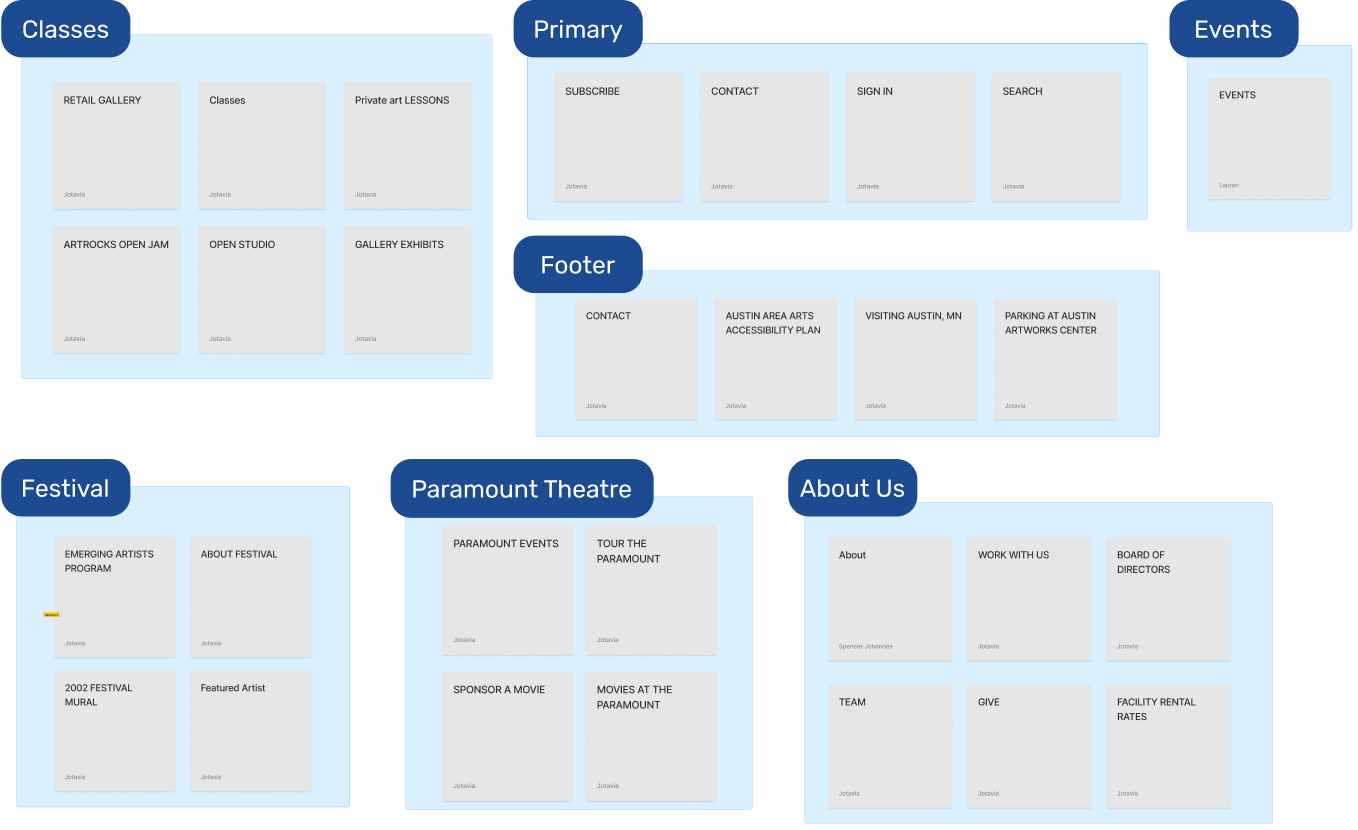 Classes
RETAIL GALLERY
Jotavia
Classes
Jotavia
Private art LESSONS
Jotavia
ARTROCKS OPEN JAM
Jotavia
OPEN STUDIO
Jotavia
GALLERY EXHIBITS
Jotavia
Primary
SUBSCRIBE
Jotavia
CONTACT
Jotavia
SIGN IN
Jotavia
SEARCH
Jotavia
Events
EVENTS
Lauren
Footer
CONTACT
Jotavia
AUSTIN AREA ARTS
ACCESSIBILITY PLAN
Jotavia
VISITING AUSTIN, MN
Jotavia
PARKING AT AUSTIN
ARTWORKS CENTER
Jotavia
Festival
EMERGING ARTISTS
PROGRAM
Jotavia
ABOUT FESTIVAL
Jotavia
2002 FESTIVAL
MURAL
Jotavia
Featured Artist
Jotavia
Paramount Theatre
PARAMOUNT EVENTS
Jotavia
TOUR THE
PARAMOUNT
Jotavia
SPONSOR A MOVIE
Jotavia
MOVIES AT THE
PARAMOUNT
Jotavia
About Us
About
Spencer Johannes
WORK WITH US
Jotavia
BOARD OF
DIRECTORS
Jotavia
TEAM
Jotavia
GIVE
Jotavia
FACILITY RENTAL
RATES
Jotavia